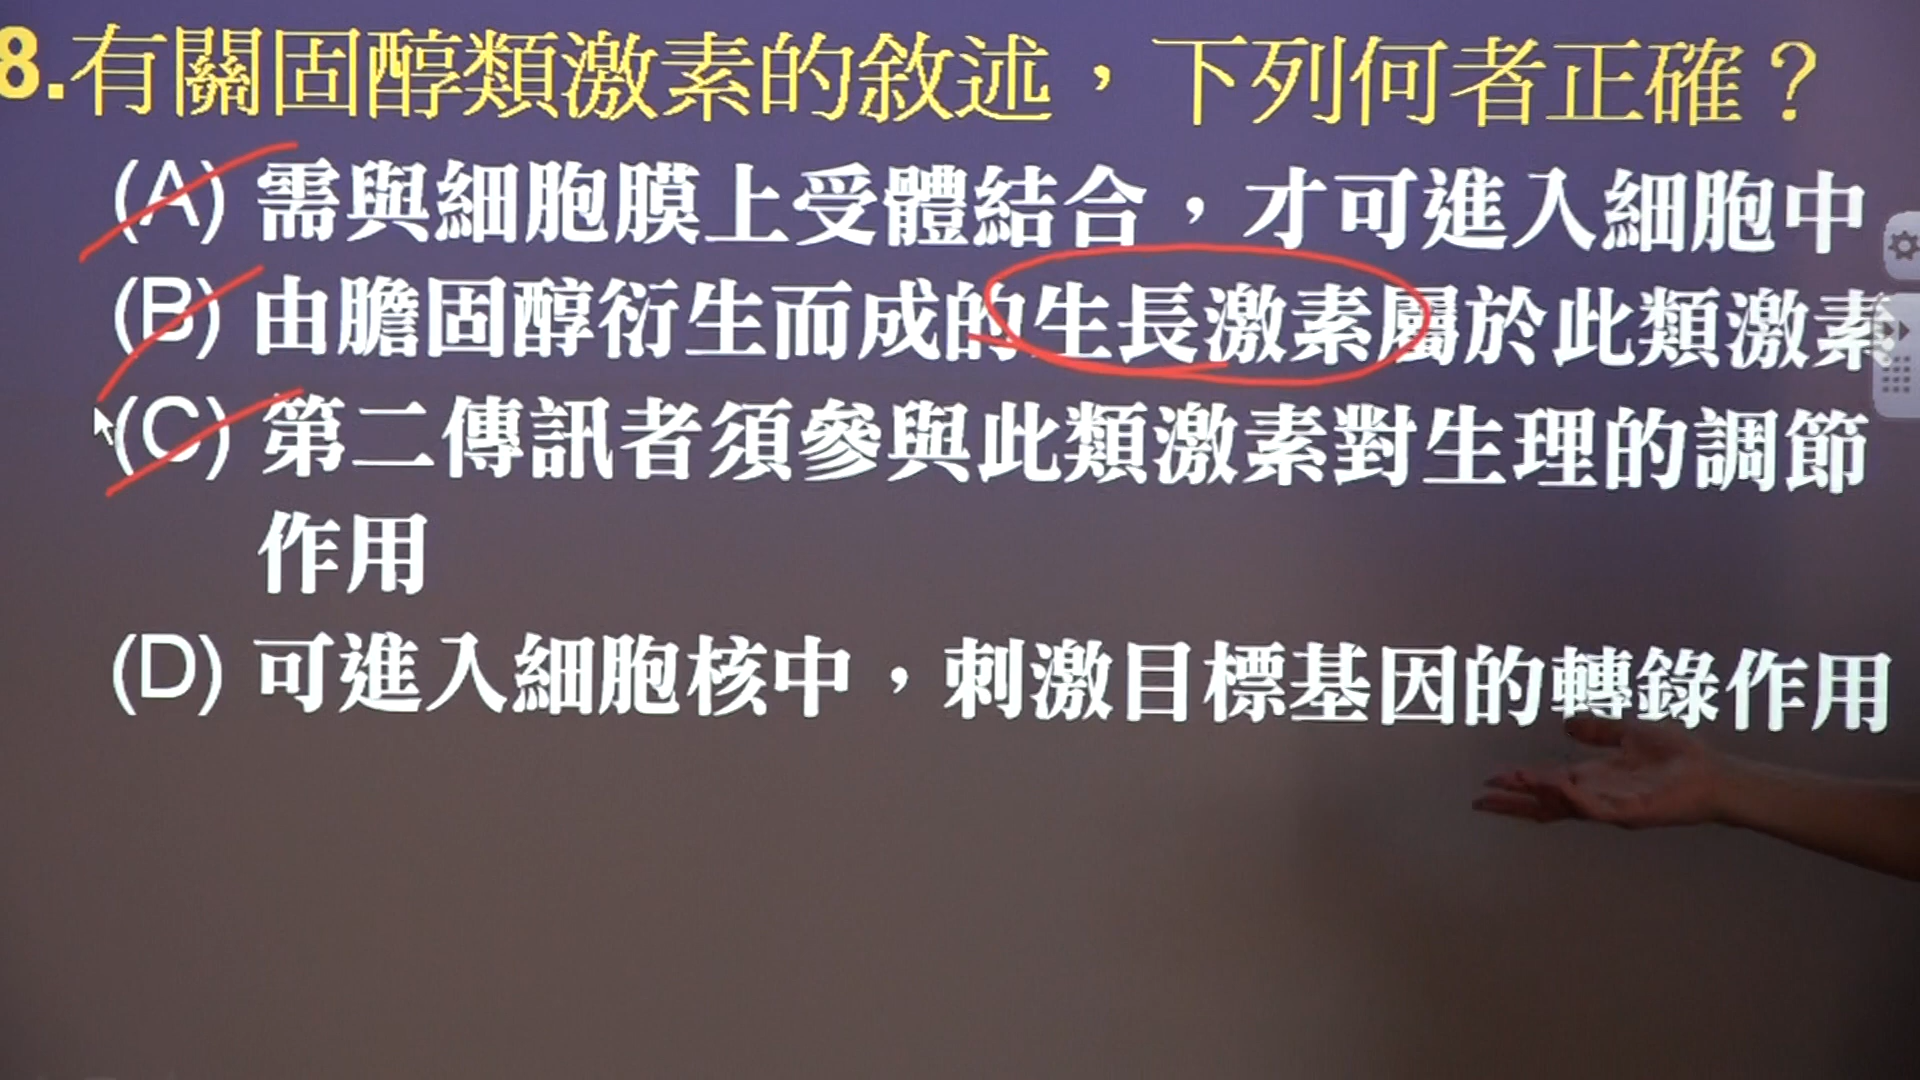 8.有關固醇類激素的敘述，下列何者正確？
(A) 需與細胞膜上受體結合，才可進入細胞中
(B) 由膽固醇衍生而成的生長激素屬於此類激素
(C) 第二傳訊者須參與此類激素對生理的調節
作用
(D) 可進入細胞核中，刺激目標基因的轉錄作用